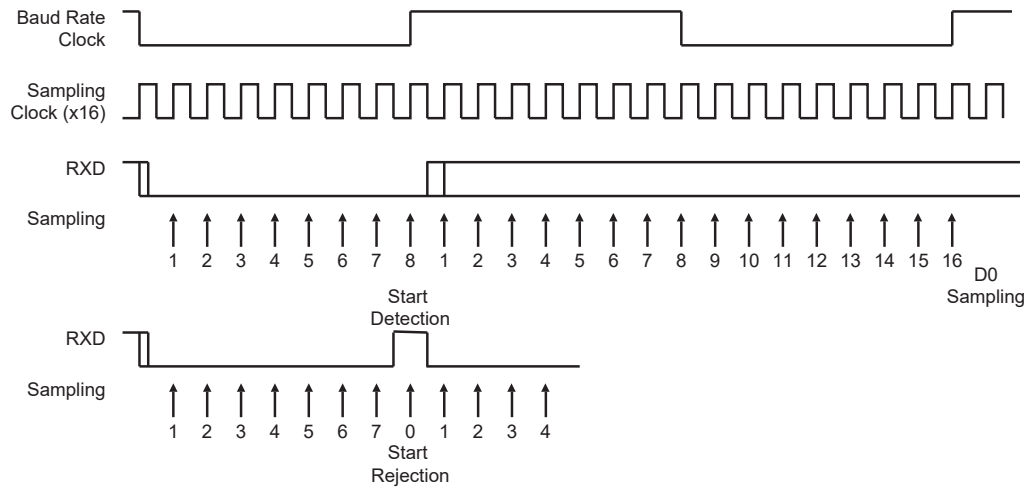 Baud Rate
Clock
Sampling
Clock (x16)
RXD
Sampling
1 2 3 4 5 6 7 8 1 2 3 4 5 6 7 8 9 10 11 12 13 14 15 16
D0
Sampling
Start
Detection
RXD
Sampling
1 2 3 4 5 6 7 0 1 2 3 4
Start
Rejection